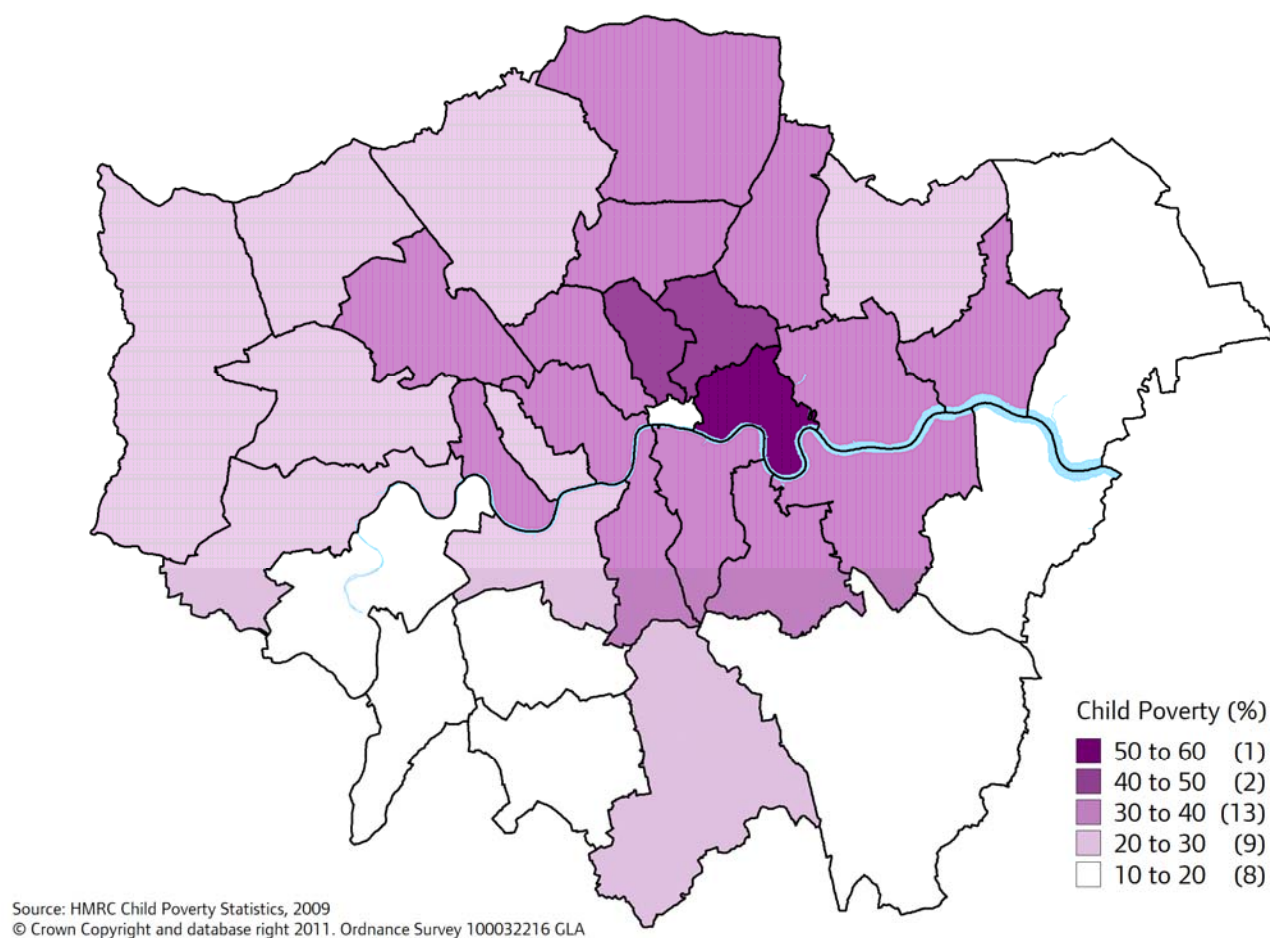 Child Poverty (%)
50 to 60 (1)
40 to 50 (2)
30 to 40 (13)
20 to 30 (9)
10 to 20 (8)
Source: HMRC Child Poverty Statistics, 2009
© Crown Copyright and database right 2011. Ordnance Survey 100032216 GLA